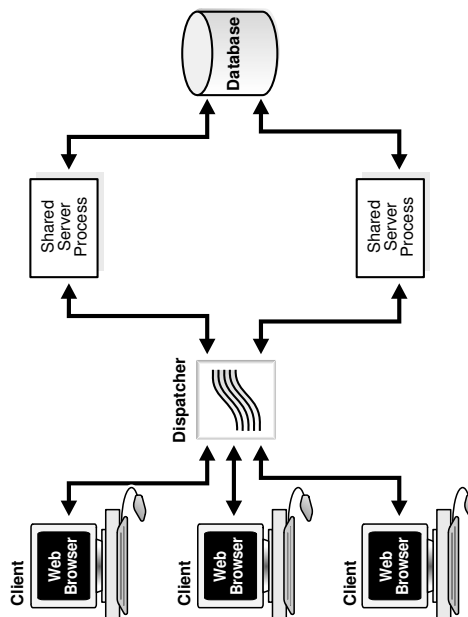 Client
Web
Browser
Client
Web
Browser
Client
Web
Browser
Dispatcher
Shared
Server
Process
Shared
Server
Process
Database